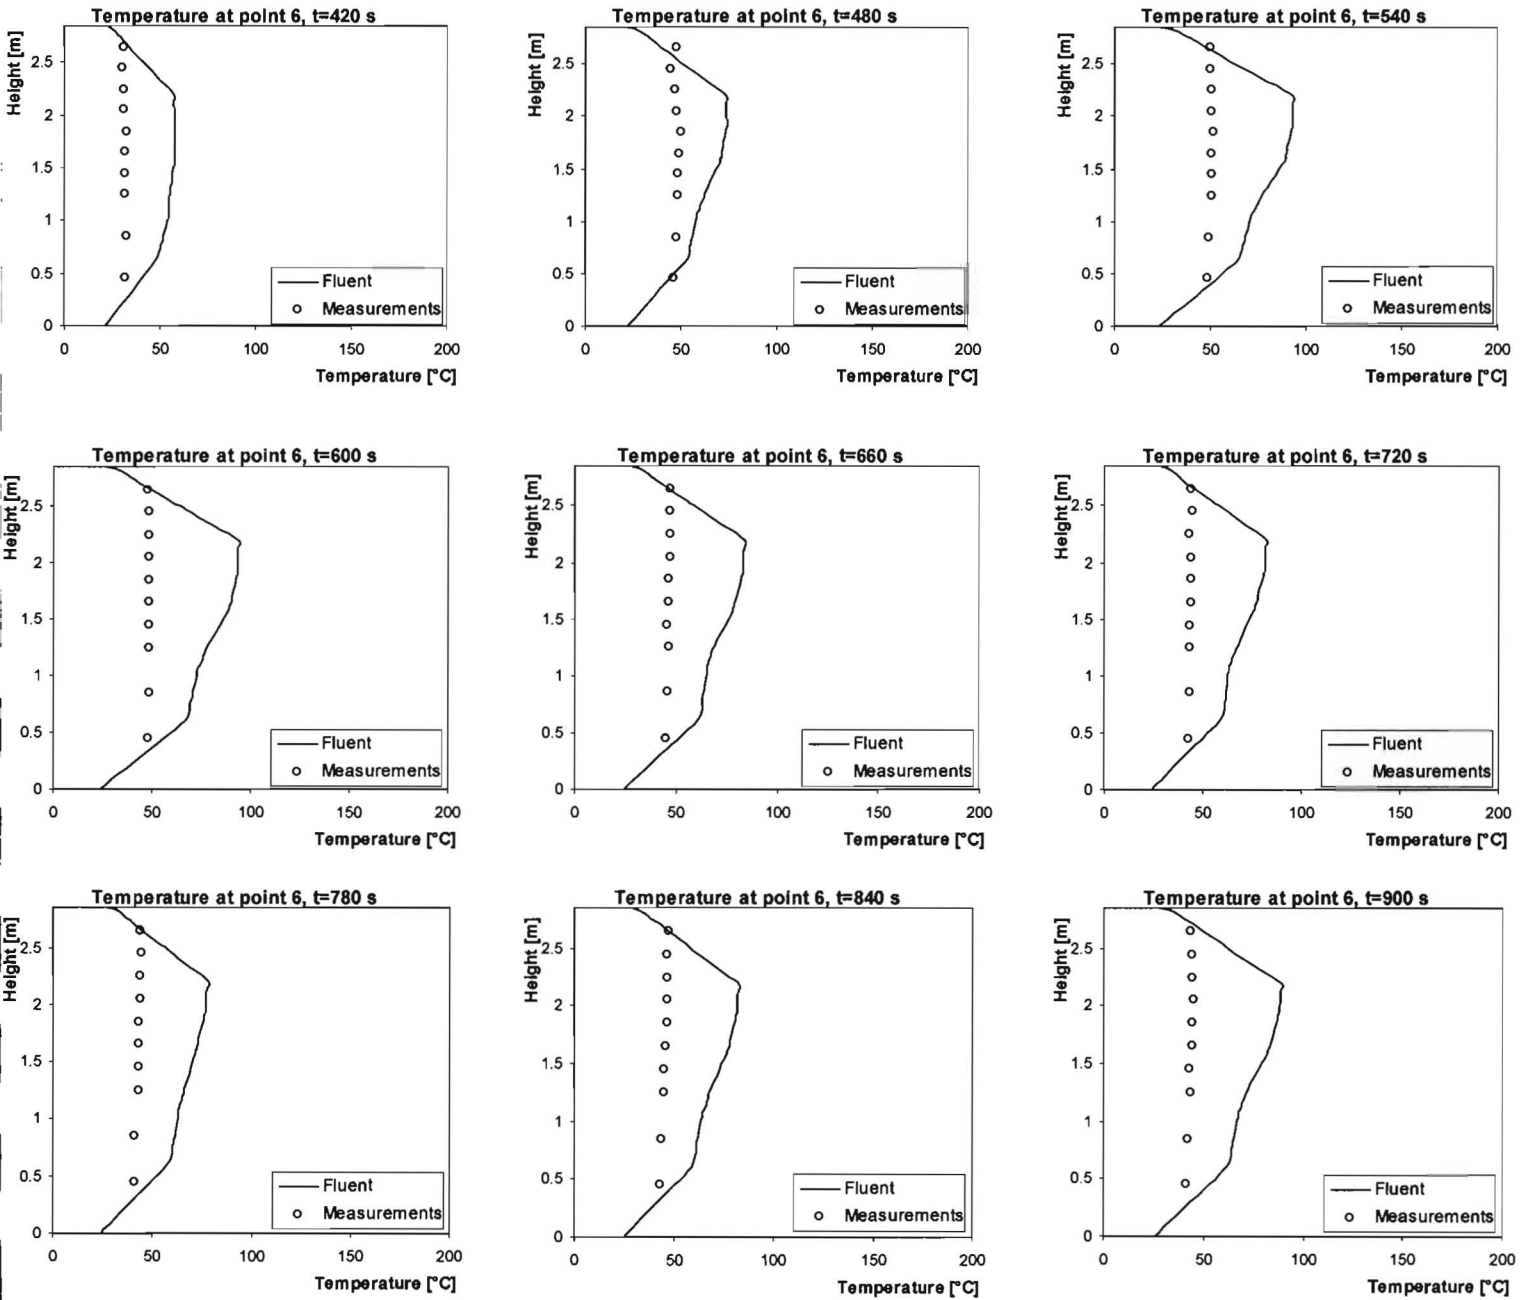 Temperature at point 6, t=420 s
Height [m]
2.5
2
1.5
1
0.5
0
0 50 100 150 200
Temperature [°C]
Fluent
Measurements
Temperature at point 6, t=480 s
Height [m]
2.5
2
1.5
1
0.5
0
0 50 100 150 200
Temperature [°C]
Fluent
Measurements
Temperature at point 6, t=540 s
Height [m]
2.5
2
1.5
1
0.5
0
0 50 100 150 200
Temperature [°C]
Fluent
Measurements
Temperature at point 6, t=600 s
Height [m]
2.5
2
1.5
1
0.5
0
0 50 100 150 200
Temperature [°C]
Fluent
Measurements
Temperature at point 6, t=660 s
Height [m]
2.5
2
1.5
1
0.5
0
0 50 100 150 200
Temperature [°C]
Fluent
Measurements
Temperature at point 6, t=720 s
Height [m]
2.5
2
1.5
1
0.5
0
0 50 100 150 200
Temperature [°C]
Fluent
Measurements
Temperature at point 6, t=780 s
Height [m]
2.5
2
1.5
1
0.5
0
0 50 100 150 200
Temperature [°C]
Fluent
Measurements
Temperature at point 6, t=840 s
Height [m]
2.5
2
1.5
1
0.5
0
0 50 100 150 200
Temperature [°C]
Fluent
Measurements
Temperature at point 6, t=900 s
Height [m]
2.5
2
1.5
1
0.5
0
0 50 100 150 200
Temperature [°C]
Fluent
Measurements